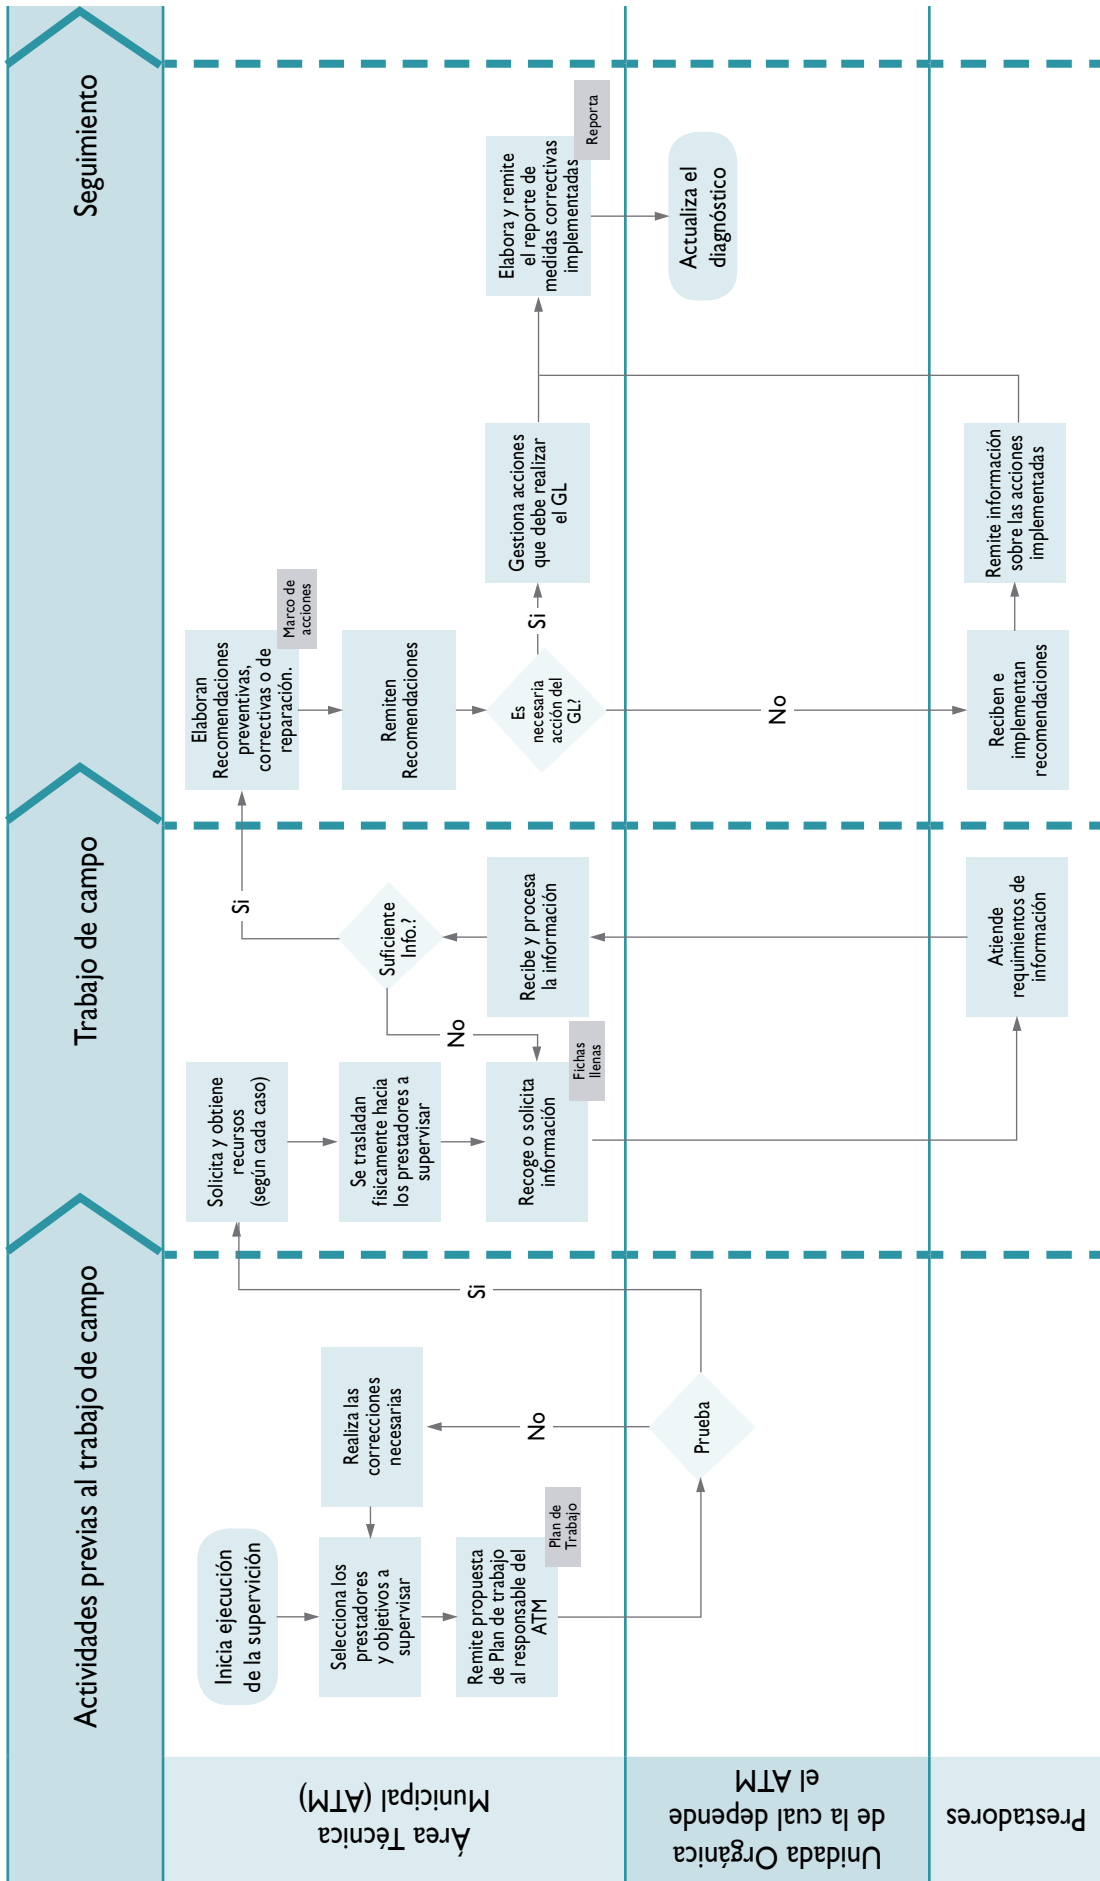 Actividades previas al trabajo de campo
Trabajo de campo
Seguimiento
Área Técnica
Municipal (ATM)
Inicia ejecución
de la supervición
Selecciona los
prestadores
y objetivos a
supervisar
Realiza las
correcciones
necesarias
Remite propuesta
de Plan de trabajo
al responsable del
ATM
Plan de
Trabajo
No
Si
Solicita y obtiene
recursos
(según cada caso)
Se trasladan
fisicamente hacia
los prestadores a
supervisar
Recoge o solicita
información
Fichas
llenas
No
Suficiente
Info.?
Recibe y procesa
la información
Si
Elaboran
Recomendaciones
preventivas,
correctivas o de
reparación.
Marco de
acciones
Remiten
Recomendaciones
Es
necesaria
acción del
GL?
Si
Gestiona acciones
que debe realizar
el GL
Elabora y remite
el reporte de
medidas correctivas
implementadas
Reporta
Unidada Orgánica
de la cual depende
el ATM
Prueba
No
Actualiza el
diagnóstico
Prestadores
Atiende
requimientos de
información
Reciben e
implementan
recomendaciones
Remite información
sobre las acciones
implementadas